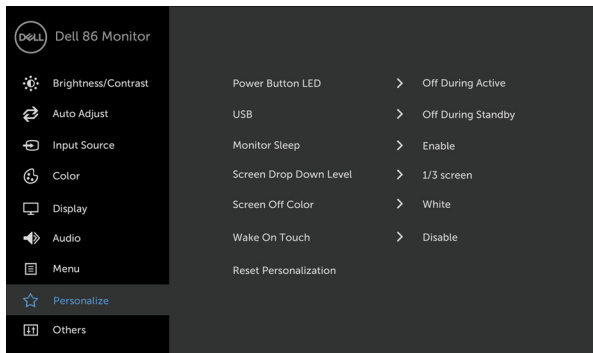 DELL Dell 86 Monitor
Brightness/Contrast
Auto Adjust
Input Source
Color
Display
Audio
Menu
Personalize
Others
Power Button LED > Off During Active
USB > Off During Standby
Monitor Sleep > Enable
Screen Drop Down Level > 1/3 screen
Screen Off Color > White
Wake On Touch > Disable
Reset Personalization